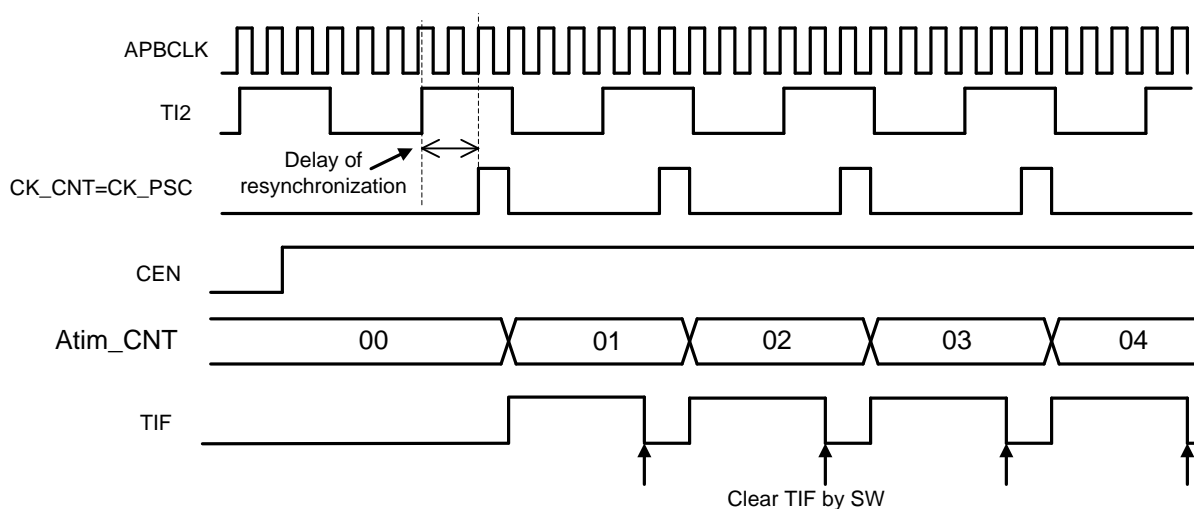 APBCLK
TI2
Delay of
resynchronization
CK_CNT=CK_PSC
CEN
Atim_CNT
00 01 02 03 04
TIF
Clear TIF by SW